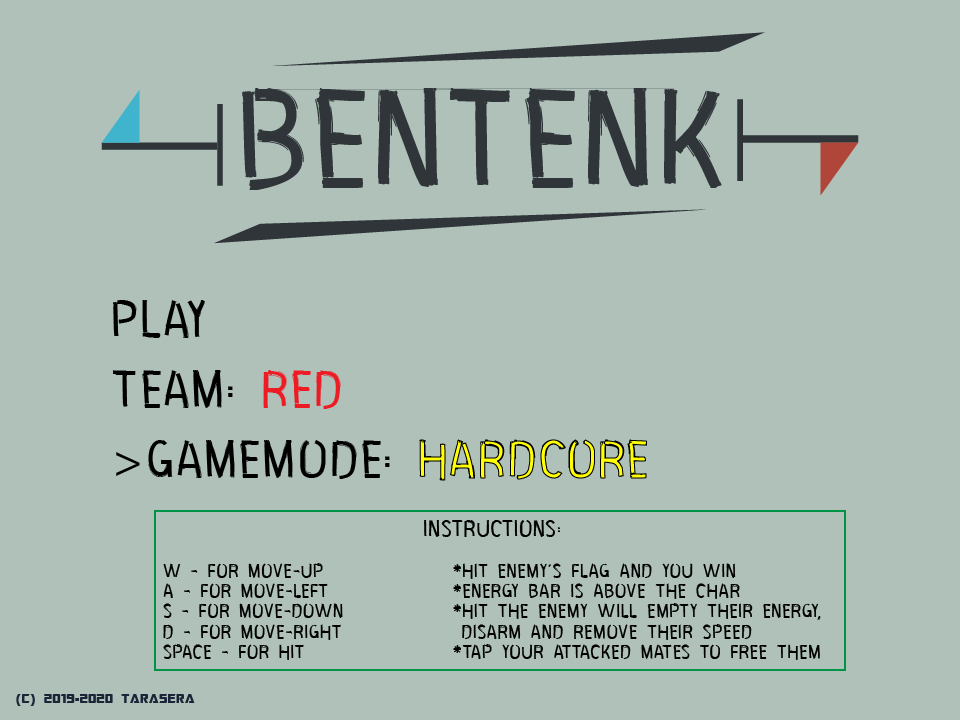 BENTENK
PLAY
TEAM: RED
>GAMEMODE: HARDCORE
INSTRUCTIONS:
W - FOR MOVE-UP
A - FOR MOVE-LEFT
S - FOR MOVE-DOWN
D - FOR MOVE-RIGHT
SPACE - FOR HIT
*HIT ENEMY'S FLAG AND YOU WIN
*ENERGY BAR IS ABOVE THE CHAR
*HIT THE ENEMY WILL EMPTY THEIR ENERGY,
DISARM AND REMOVE THEIR SPEED
*TAP YOUR ATTACKED MATES TO FREE THEM
(C) 2019-2020 TARASERA